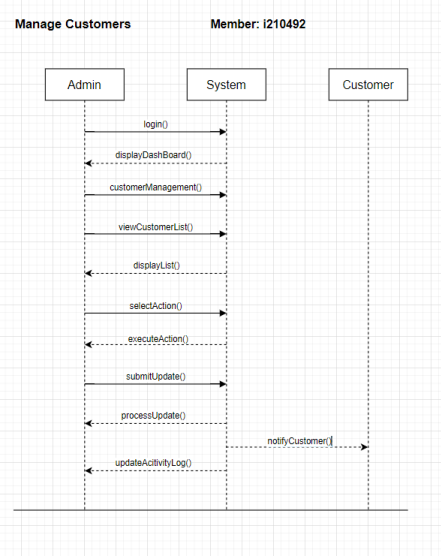 Manage Customers Member: i210492
Admin System Customer
login()
displayDashBoard()
customerManagement()
viewCustomerList()
displayList()
selectAction()
executeAction()
submitUpdate()
processUpdate()
notifyCustomer()
updateAcitivityLog()